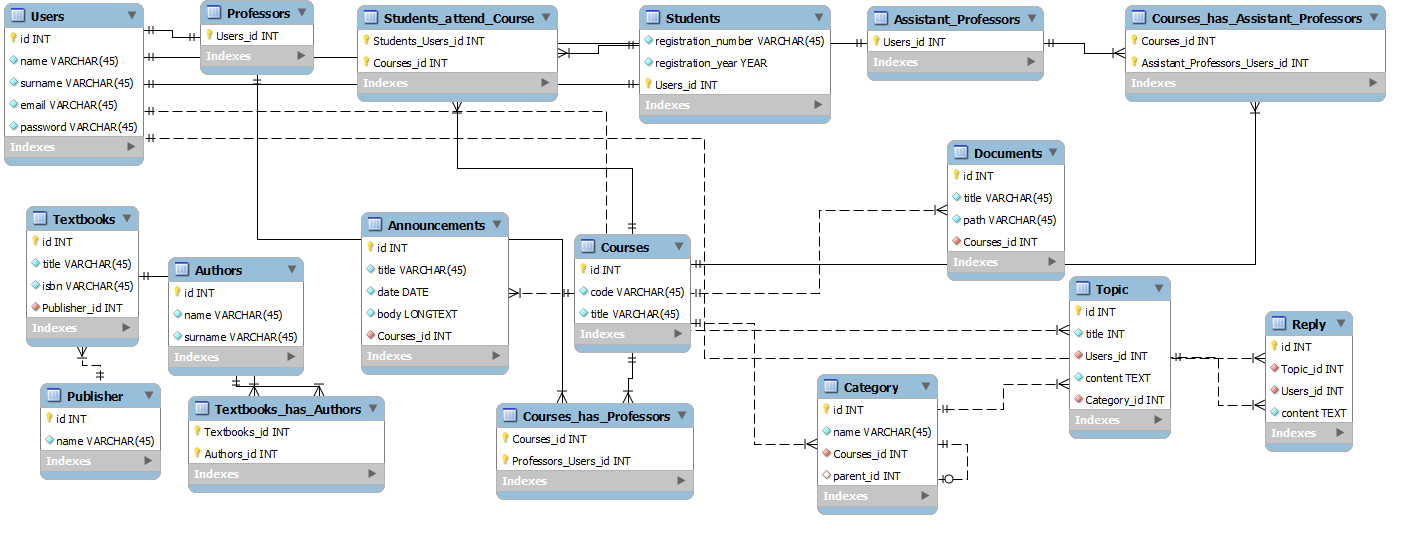 Users
id INT
name VARCHAR(45)
surname VARCHAR(45)
email VARCHAR(45)
password VARCHAR(45)
Indexes
Professors
Users_id INT
Indexes
Students_attend_Course
Students_Users_id INT
Courses_id INT
Indexes
Students
registration_number VARCHAR(45)
registration_year YEAR
Users_id INT
Indexes
Assistant_Professors
Users_id INT
Indexes
Courses_has_Assistant_Professors
Courses_id INT
Assistant_Professors_Users_id INT
Indexes
Documents
id INT
title VARCHAR(45)
path VARCHAR(45)
Courses_id INT
Indexes
Textbooks
id INT
title VARCHAR(45)
isbn VARCHAR(45)
Publisher_id INT
Indexes
Authors
id INT
name VARCHAR(45)
surname VARCHAR(45)
Indexes
Announcements
id INT
title VARCHAR(45)
date DATE
body LONGTEXT
Courses_id INT
Indexes
Courses
id INT
code VARCHAR(45)
title VARCHAR(45)
Indexes
Topic
id INT
title INT
Users_id INT
content TEXT
Category_id INT
Indexes
Reply
id INT
Topic_id INT
Users_id INT
content TEXT
Indexes
Publisher
id INT
name VARCHAR(45)
Indexes
Textbooks_has_Authors
Textbooks_id INT
Authors_id INT
Indexes
Courses_has_Professors
Courses_id INT
Professors_Users_id INT
Indexes
Category
id INT
name VARCHAR(45)
Courses_id INT
parent_id INT
Indexes